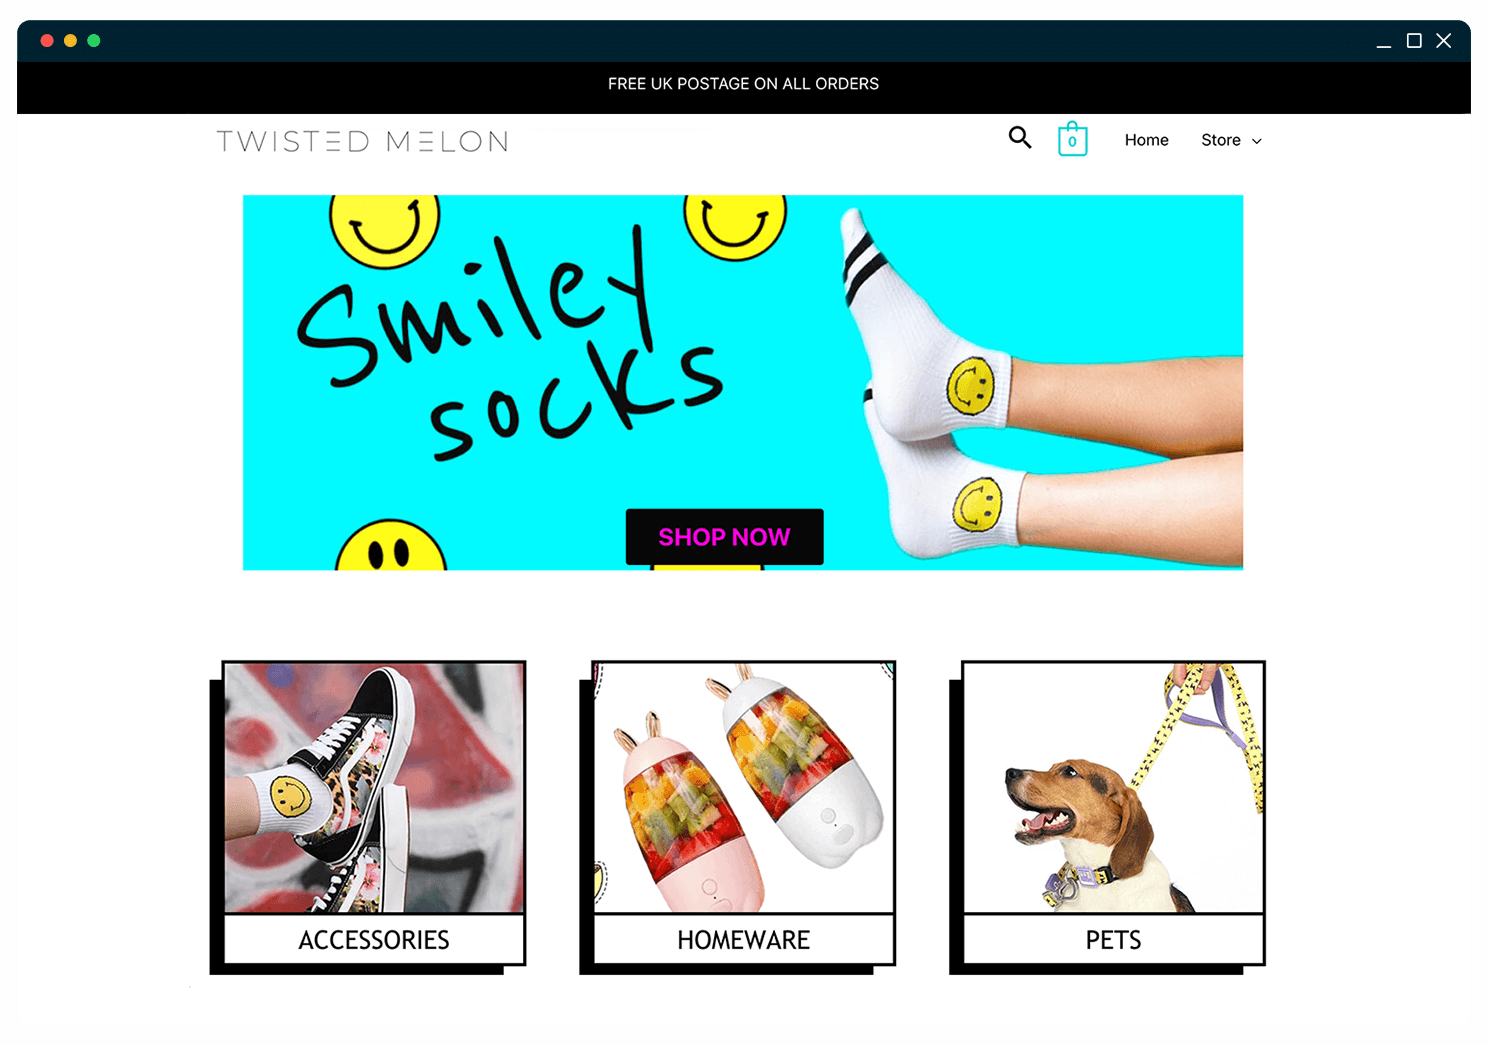 FREE UK POSTAGE ON ALL ORDERS
TWISTED MELON
0
Home
Store
Smiley
socks
SHOP NOW
ACCESSORIES
HOMEWARE
PETS